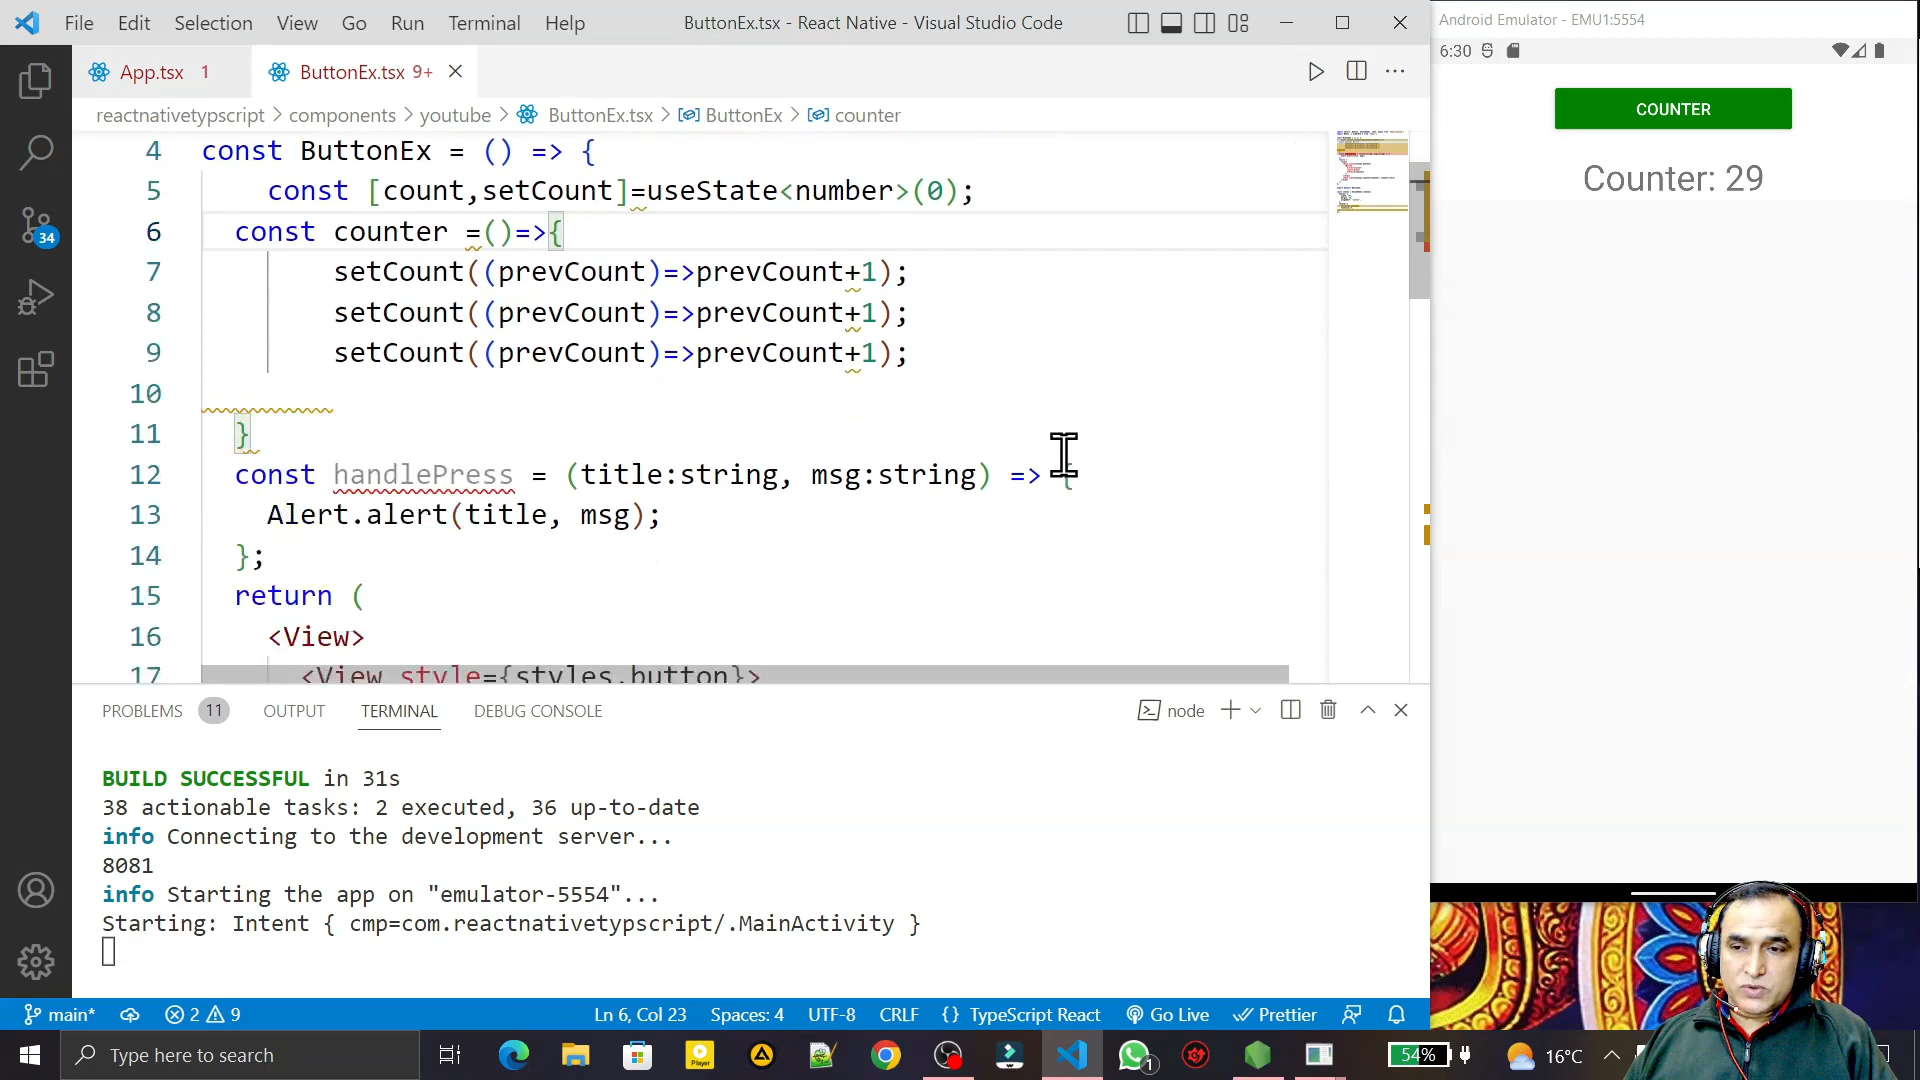 File Edit Selection View Go Run Terminal Help
ButtonEx.tsx - React Native - Visual Studio Code
App.tsx 1
ButtonEx.tsx 9+
reactnativetypscript > components > youtube > ButtonEx.tsx > ButtonEx > counter
4 const ButtonEx = () => {
5 const [count,setCount]=useState<number>(0);
6 const counter =()=>{
7 setCount((prevCount)=>prevCount+1);
8 setCount((prevCount)=>prevCount+1);
9 setCount((prevCount)=>prevCount+1);
10
11 }
12 const handlePress = (title:string, msg:string) => {
13 Alert.alert(title, msg);
14 };
15 return (
16 <View>
17 <View style={styles.button}>
PROBLEMS 11 OUTPUT TERMINAL DEBUG CONSOLE
node
BUILD SUCCESSFUL in 31s
38 actionable tasks: 2 executed, 36 up-to-date
info Connecting to the development server...
8081
info Starting the app on "emulator-5554"...
Starting: Intent { cmp=com.reactnativetypscript/.MainActivity }
34
main* 2 9
Ln 6, Col 23 Spaces: 4 UTF-8 CRLF {} TypeScript React Go Live Prettier
Type here to search
Player
1
54%
16°C
Android Emulator - EMU1:5554
6:30
COUNTER
Counter: 29